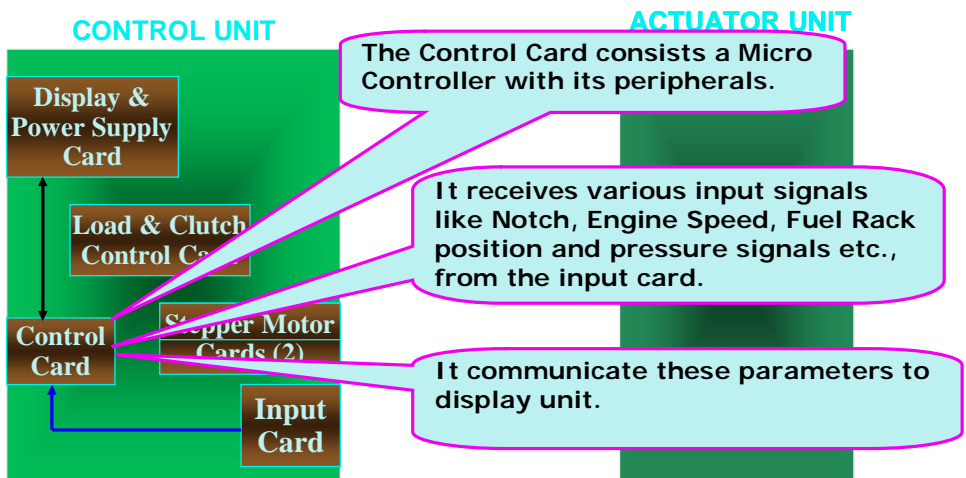 CONTROL UNIT
ACTUATOR UNIT
The Control Card consists a Micro
Controller with its peripherals.
Display &
Power Supply
Card
It receives various input signals
like Notch, Engine Speed, Fuel Rack
position and pressure signals etc.,
from the input card.
Load & Clutch
Control Card
Stepper Motor
Cards (2)
Control
Card
It communicate these parameters to
display unit.
Input
Card